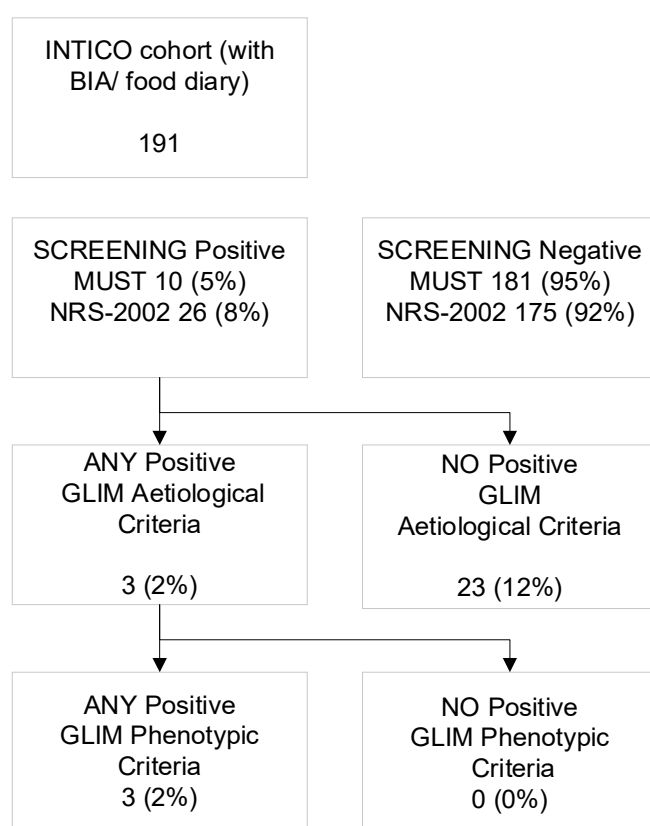 INTICO cohort (with
BIA/ food diary)
191
SCREENING Positive
MUST 10 (5%)
NRS-2002 26 (8%)
SCREENING Negative
MUST 181 (95%)
NRS-2002 175 (92%)
ANY Positive
GLIM Aetiological
Criteria
3 (2%)
NO Positive
GLIM
Aetiological Criteria
23 (12%)
ANY Positive
GLIM Phenotypic
Criteria
3 (2%)
NO Positive
GLIM Phenotypic
Criteria
0 (0%)